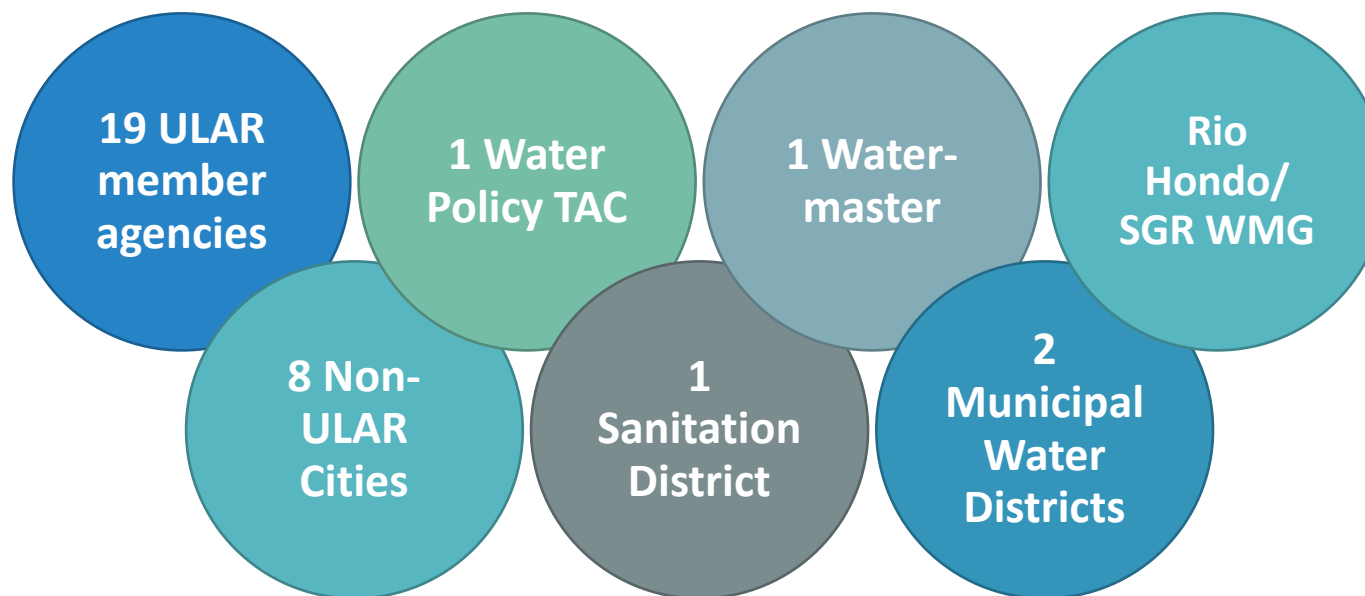 19 ULAR
member
agencies
1 Water
Policy TAC
1 Water-
master
Rio
Hondo/
SGR WMG
8 Non-
ULAR
Cities
1
Sanitation
District
2
Municipal
Water
Districts